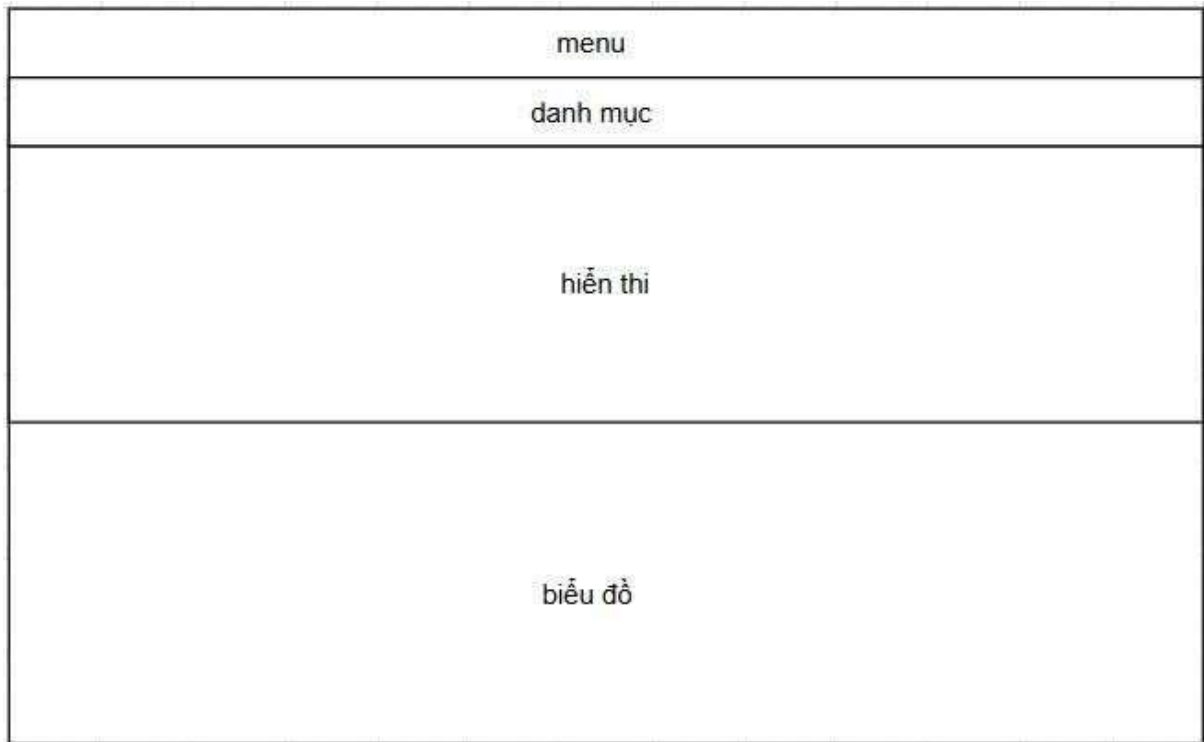 menu
danh mục
hiển thi
biểu đồ